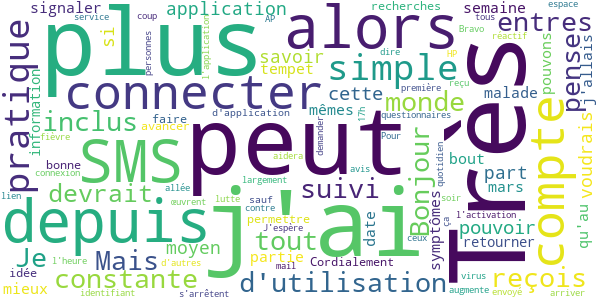 signaler
service
coup
application
AP
recherches
semaine
tous
espace
plus
personnes
si
l'application
savoir
tempet
alors
dire
Bravo
réactif
entres
pratique
information
connecter
simple
cette
HP
pensez
j'allais
première
pouvons
mêmes
monde
reçu
malade
inclus
faire
d'application
17h
questionnaires
compte
voudrais
avancer
demander
Pour
Très
fièvre
SMS
peut
aidera
avis
quotidien
bout
bonne
connexion
allée
largement
Bonjour
part
lien
devrait
suivi
symptômes
mars
depuis
j'ai
sauf
œuvrent
lutte
contre
permettre
date
soir
ça
l'activation
pouvoir
qu'au
Je
Mais
moyen
tout
J'espère
partie
ceux
retourner
idée
l'heure
d'autres
Cordialement
virus
constante
d'utilisation
mail
reçois
mieux
identifiant
s'arrêtent
augmente
envoyé
arriver